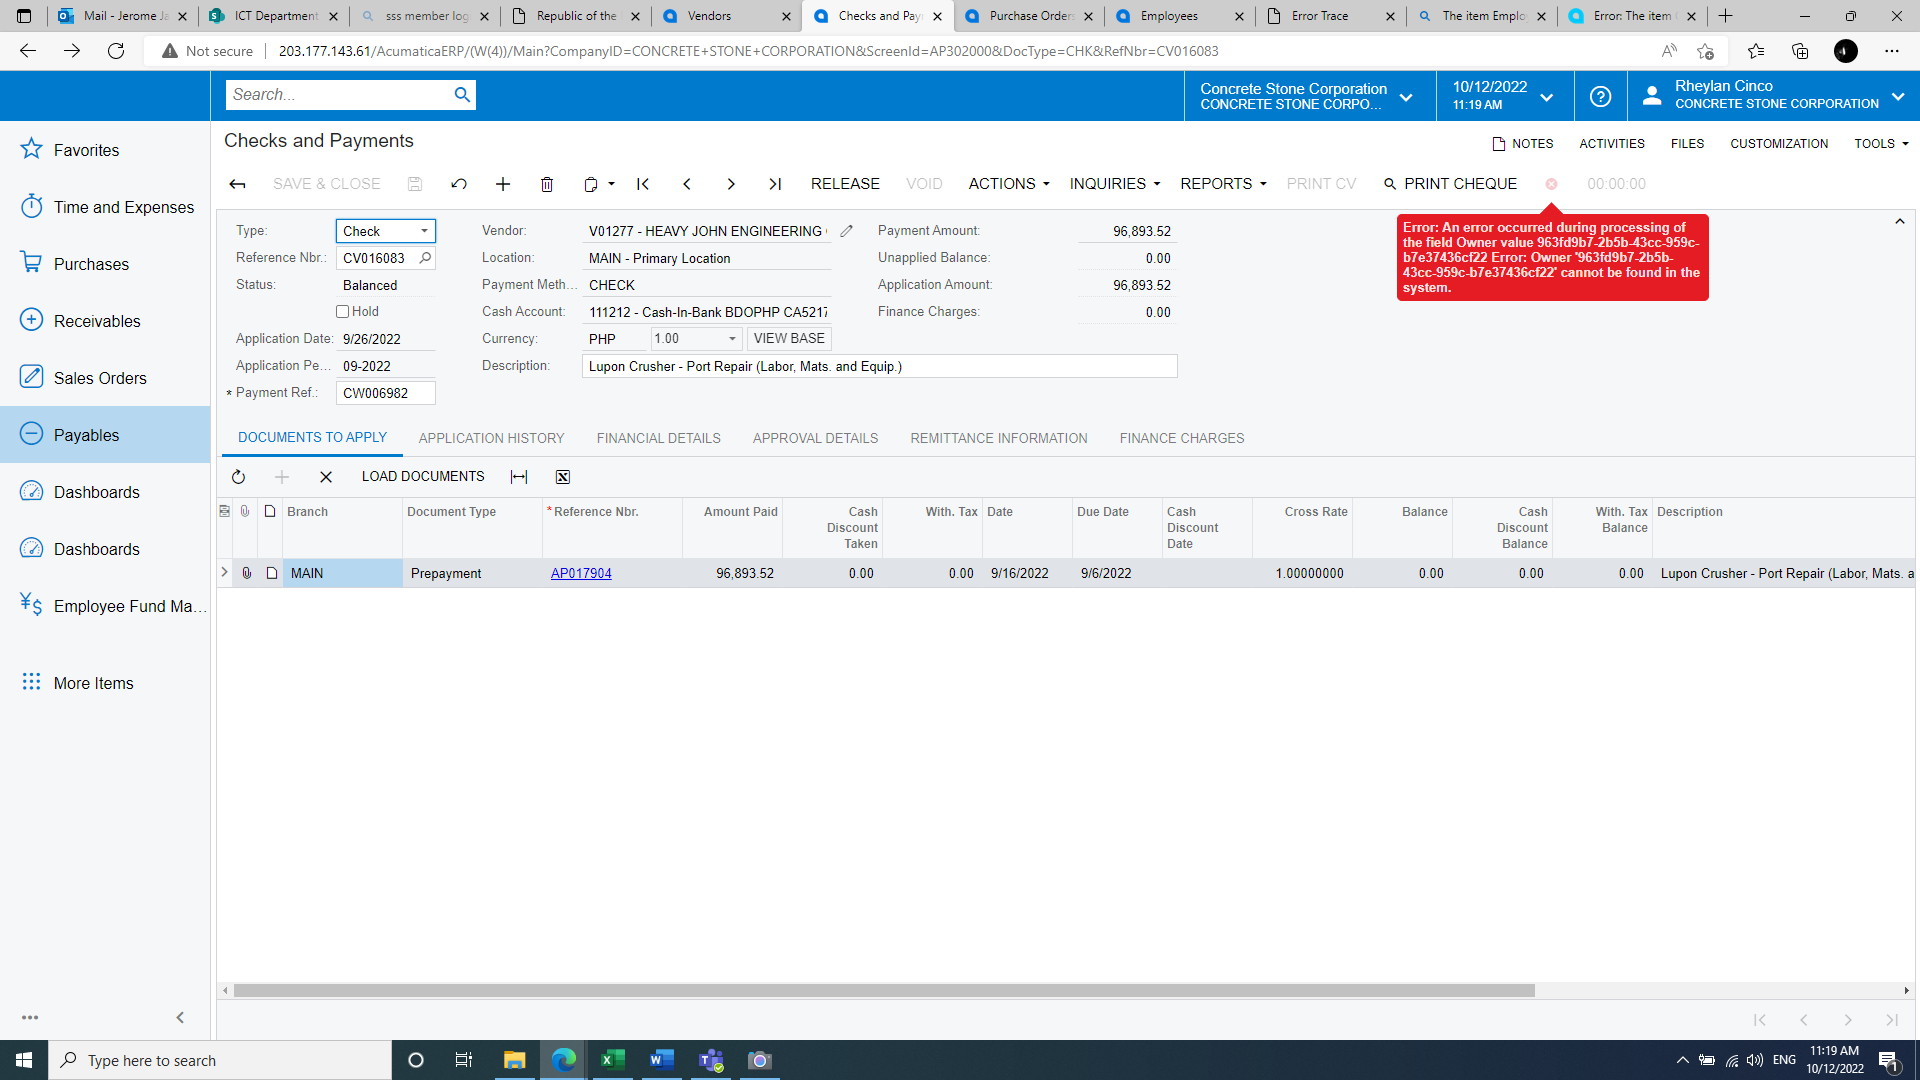 Mail - Jerome Ja
ICT Department
sss member log
Republic of the
Vendors
Checks and Pay
Purchase Order
Employees
Error Trace
The item Emplo
Error: The item
Not secure
203.177.143.61/AcumaticaERP/(W(4))/Main?CompanyID=CONCRETE+STONE+CORPORATION&ScreenId=AP302000&DocType=CHK&RefNbr=CV016083
Search...
Concrete Stone Corporation
CONCRETE STONE CORPO...
10/12/2022
11:19 AM
Rheylan Cinco
CONCRETE STONE CORPORATION
Favorites
Time and Expenses
Purchases
Receivables
Sales Orders
Payables
Dashboards
Dashboards
Employee Fund Ma...
More Items
Checks and Payments
NOTES ACTIVITIES FILES CUSTOMIZATION TOOLS
SAVE & CLOSE RELEASE VOID ACTIONS INQUIRIES REPORTS PRINT CV PRINT CHEQUE 00:00:00
Error: An error occurred during processing of
the field Owner value 963fd9b7-2b5b-43cc-959c-
b7e37436cf22 Error: Owner '963fd9b7-2b5b-
43cc-959c-b7e37436cf22' cannot be found in the
system.
Type: Check
Reference Nbr.: CV016083
Status: Balanced
Hold
Application Date: 9/26/2022
Application Pe... 09-2022
* Payment Ref.: CW006982
Vendor: V01277 - HEAVY JOHN ENGINEERING
Location: MAIN - Primary Location
Payment Meth... CHECK
Cash Account: 111212 - Cash-In-Bank BDOPHP CA5217
Currency: PHP 1.00 VIEW BASE
Description: Lupon Crusher - Port Repair (Labor, Mats. and Equip.)
Payment Amount: 96,893.52
Unapplied Balance: 0.00
Application Amount: 96,893.52
Finance Charges: 0.00
DOCUMENTS TO APPLY APPLICATION HISTORY FINANCIAL DETAILS APPROVAL DETAILS REMITTANCE INFORMATION FINANCE CHARGES
LOAD DOCUMENTS
Branch Document Type * Reference Nbr. Amount Paid Cash Discount Taken With. Tax Date Due Date Cash Discount Date Cross Rate Balance Cash Discount Balance With. Tax Balance Description
MAIN Prepayment AP017904 96,893.52 0.00 0.00 9/16/2022 9/6/2022 1.00000000 0.00 0.00 0.00 Lupon Crusher - Port Repair (Labor, Mats. a
Type here to search
ENG
11:19 AM
10/12/2022
1